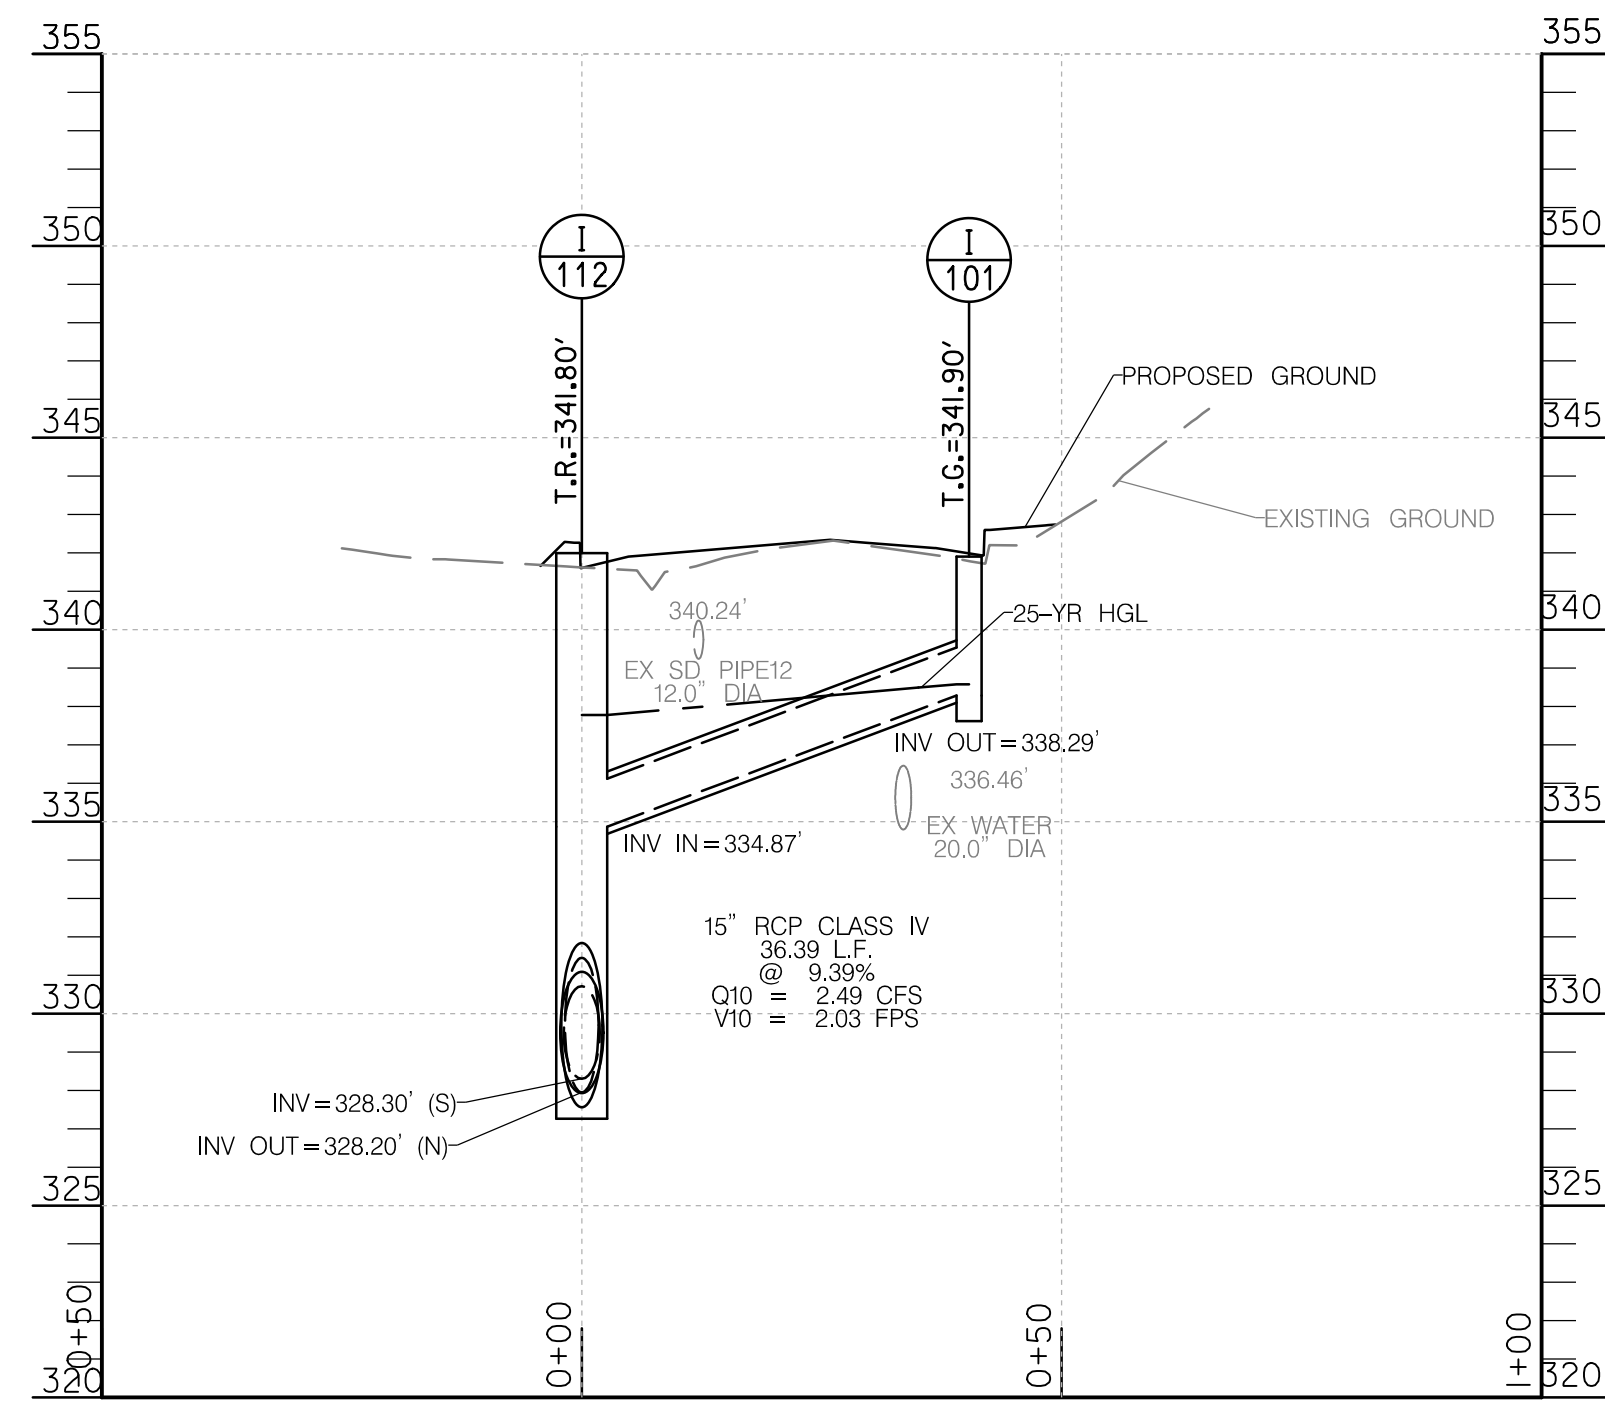 355
355
350
350
I
112
I
101
T.R.=341.80'
T.G.=341.90'
PROPOSED GROUND
345
345
EXISTING GROUND
340.24'
25-YR HGL
340
340
EX SD PIPE12
12.0" DIA
INV OUT=338.29'
336.46'
335
335
EX WATER
20.0" DIA
INV IN=334.87'
15" RCP CLASS IV
36.39 L.F.
@ 9.39%
Q10 = 2.49 CFS
V10 = 2.03 FPS
330
330
INV=328.30' (S)
INV OUT=328.20' (N)
325
325
-0+50
0+00
0+50
1+00
320
320